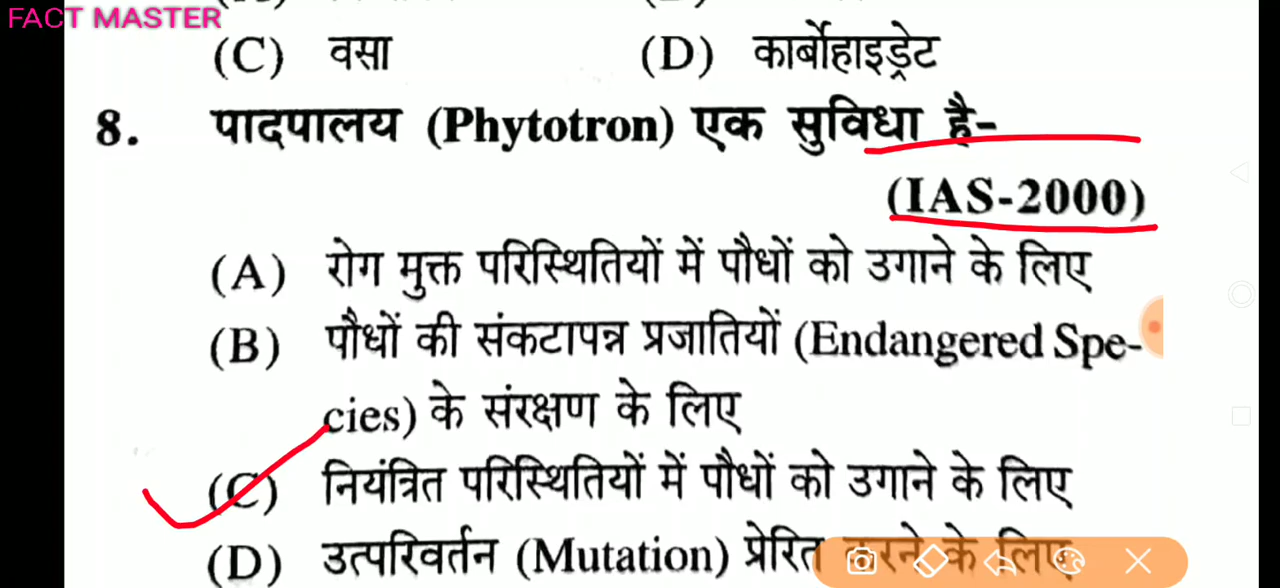 FACT MASTER
(C) वसा (D) कार्बोहाइड्रेट
8. पादपालय (Phytotron) एक सुविधा है-
(IAS-2000)
(A) रोग मुक्त परिस्थितियों में पौधों को उगाने के लिए
(B) पौधों की संकटापन्न प्रजातियों (Endangered Spe-
cies) के संरक्षण के लिए
(C) नियंत्रित परिस्थितियों में पौधों को उगाने के लिए
(D) उत्परिवर्तन (Mutation) प्रेरित करने के लिए